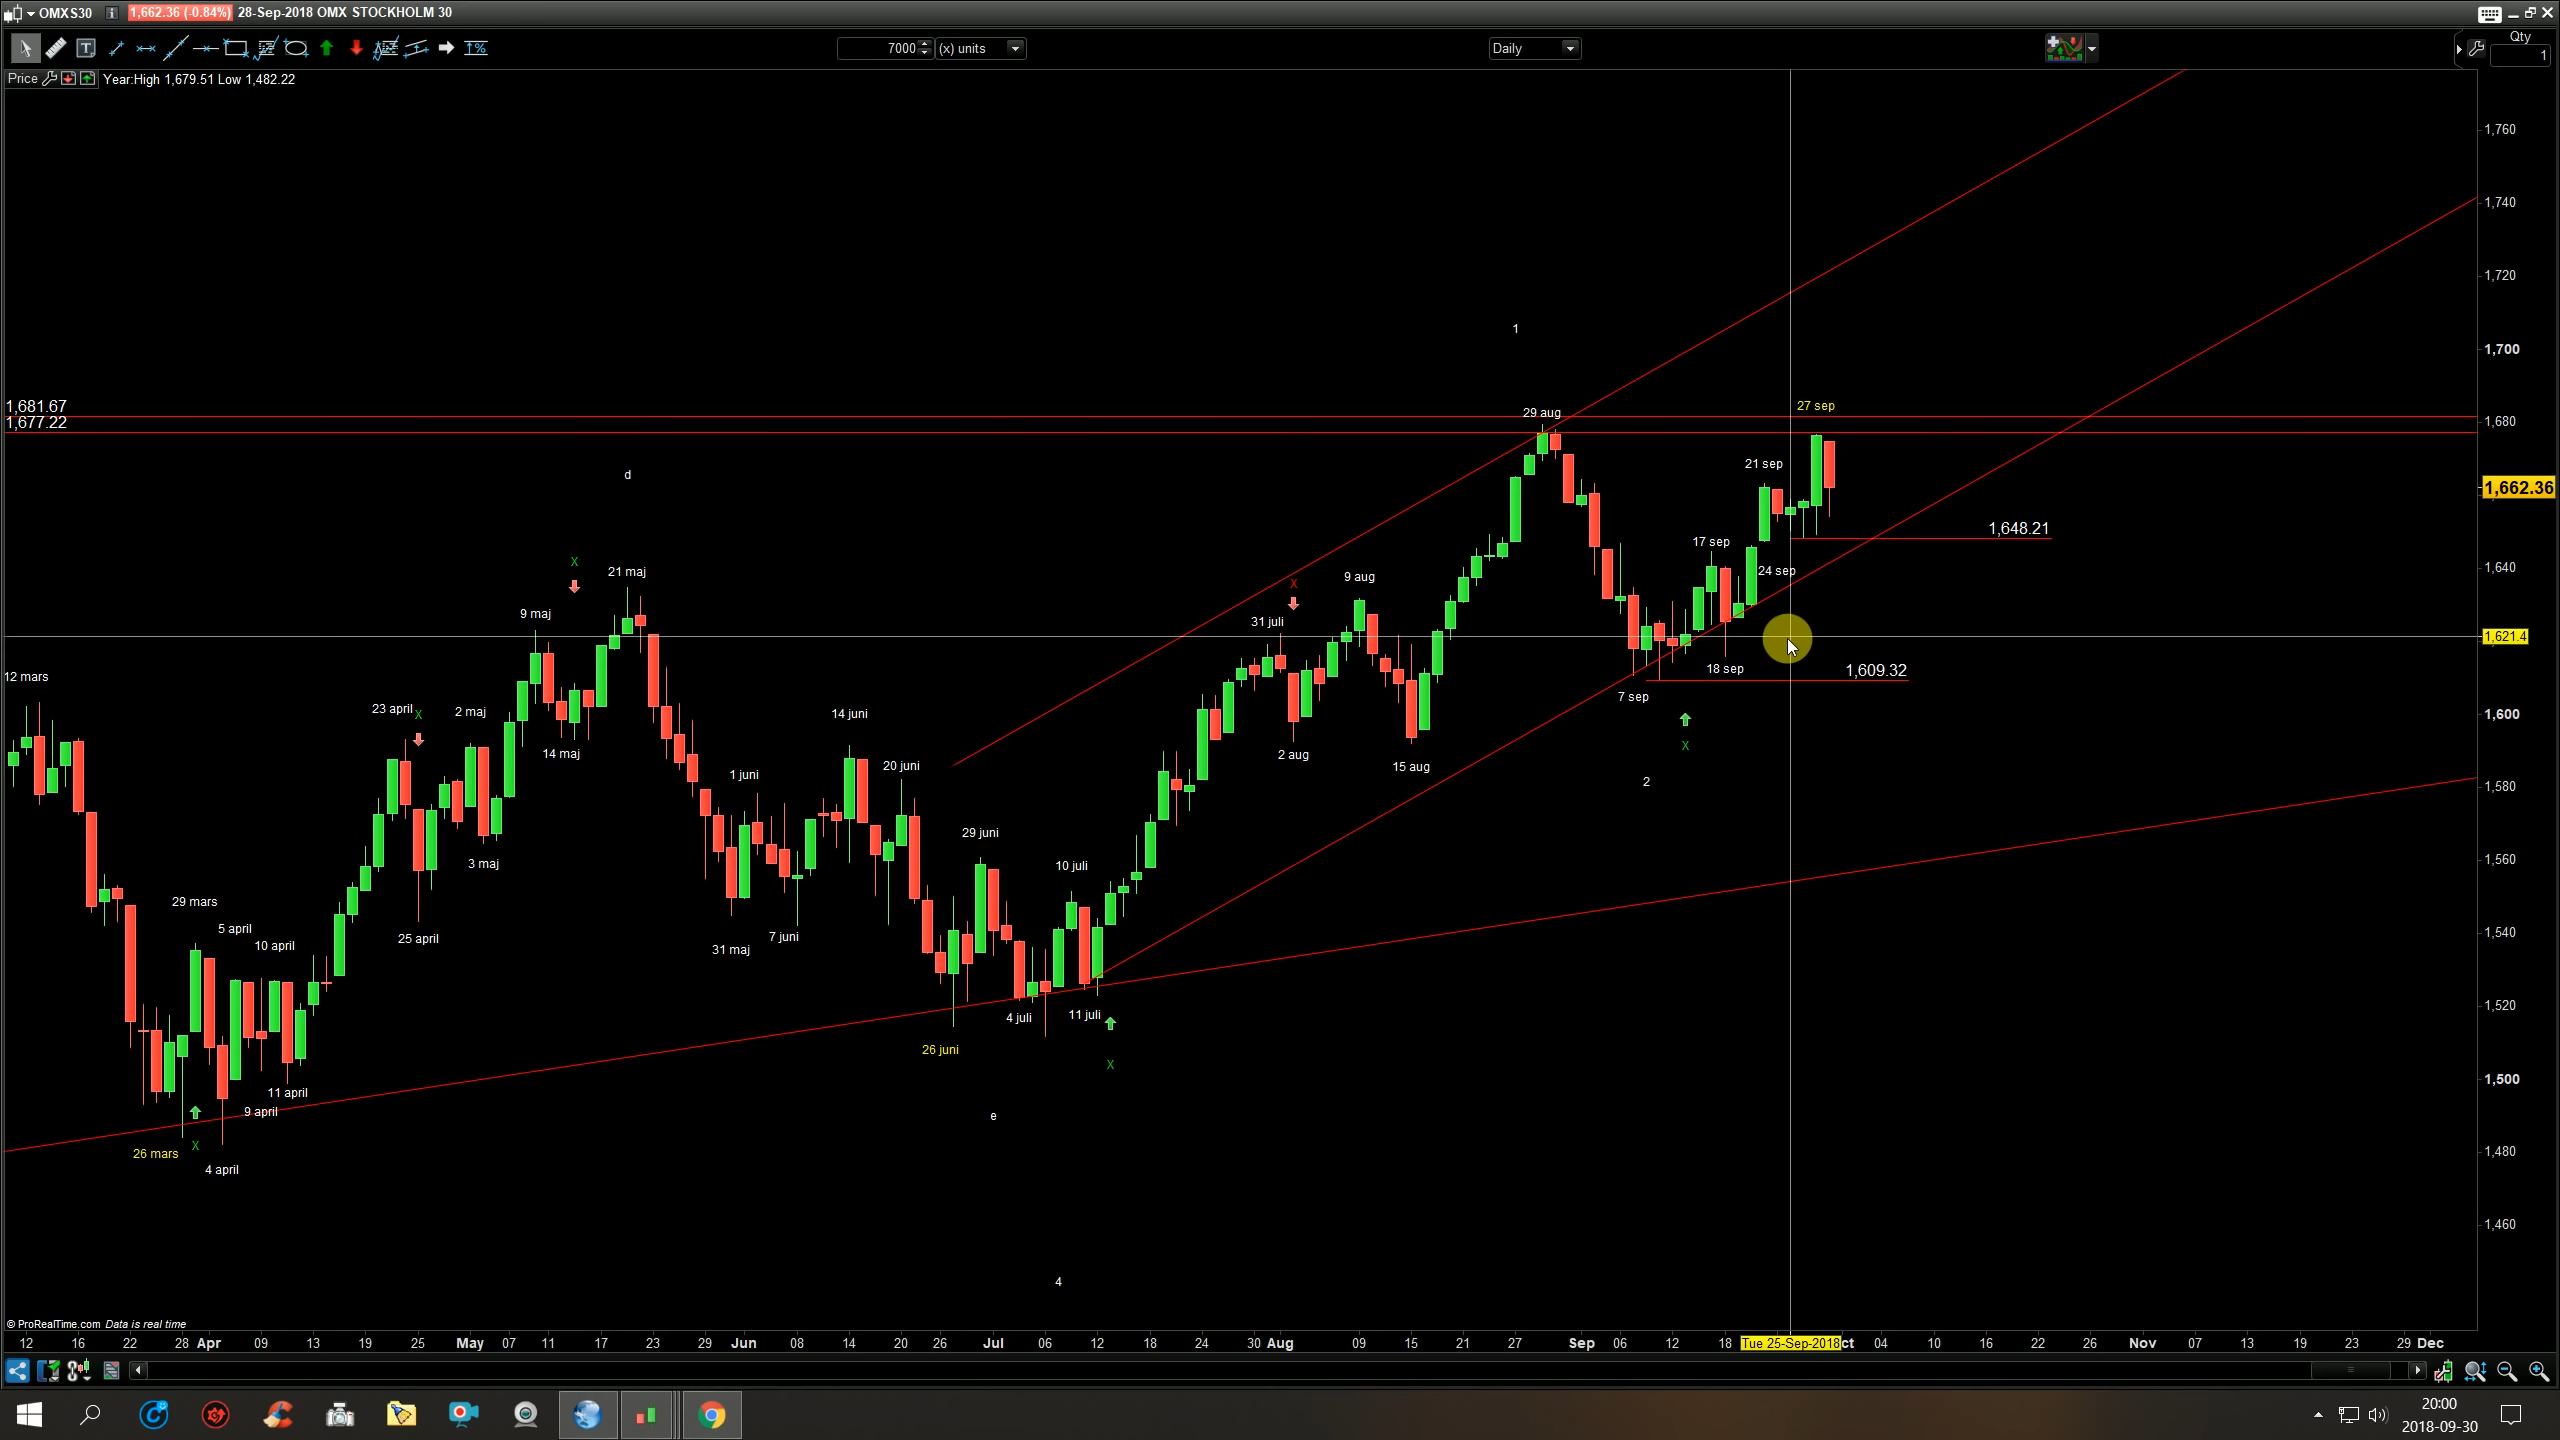 OMXS30 i 1,662.36 (-0.84%) 28-Sep-2018 OMX STOCKHOLM 30
T 7000 (x) units Daily Qty
1
Price Year:High 1,679.51 Low 1,482.22
1,760
1,740
1,720
1
1,700
1,681.67
1,677.22
29 aug
27 sep
1,680
d
21 sep
1,662.36
1,648.21
17 sep
X
21 maj
X
9 aug
24 sep
1,640
9 maj
31 juli
1,621.4
12 mars
18 sep
1,609.32
7 sep
23 april X
2 maj
14 juni
1,600
14 maj
2 aug
15 aug
X
20 juni
1 juni
2
1,580
29 juni
3 maj
10 juli
1,560
29 mars
5 april
10 april
25 april
31 maj
7 juni
1,540
4 juli
11 juli
1,520
26 juni
X
11 april
9 april
1,500
e
26 mars
X
4 april
1,480
1,460
4
© ProRealTime.com Data is real time
12 16 22 28 Apr 09 13 19 25 May 07 11 17 23 29 Jun 08 14 20 26 Jul 06 12 18 24 30 Aug 09 15 21 27 Sep 06 12 18 Tue 25-Sep-2018 ct 04 10 16 22 26 Nov 07 13 19 23 29 Dec
20:00
2018-09-30